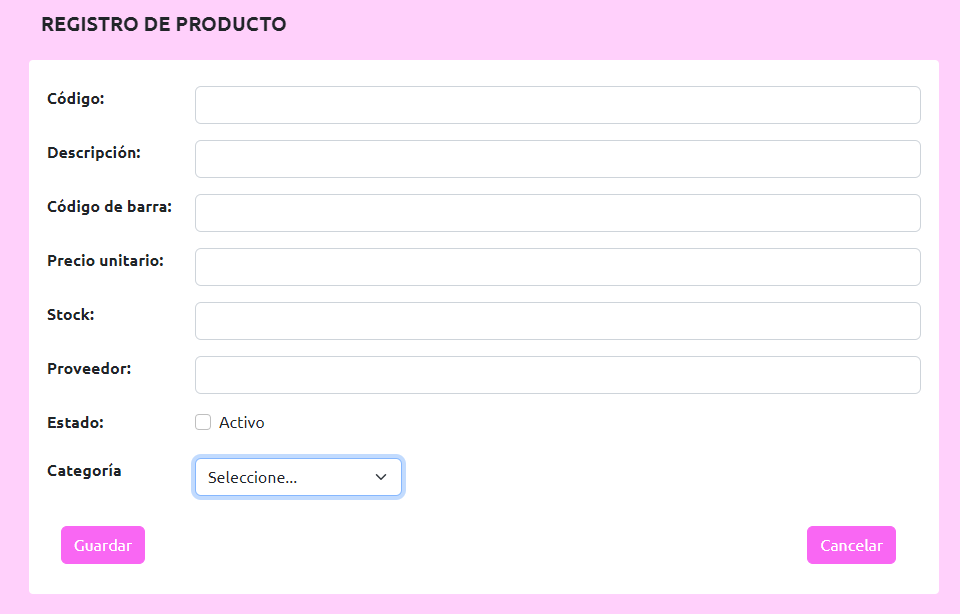 REGISTRO DE PRODUCTO
Código:
Descripción:
Código de barra:
Precio unitario:
Stock:
Proveedor:
Estado: Activo
Categoría Seleccione...
Guardar Cancelar